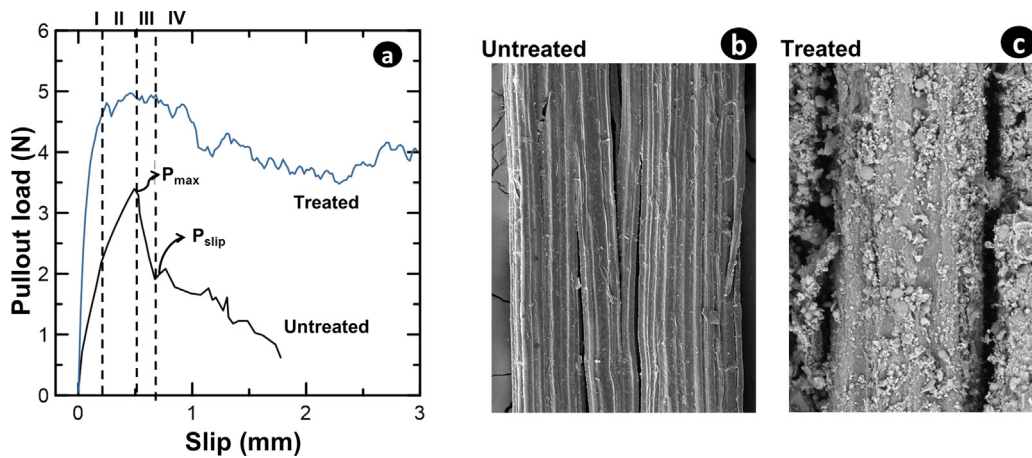 I II III IV
6
5
4
3
2
1
0
Pullout load (N)
a
Pmax
Pslip
Treated
Untreated
0 1 2 3
Slip (mm)
Untreated
b
Treated
c